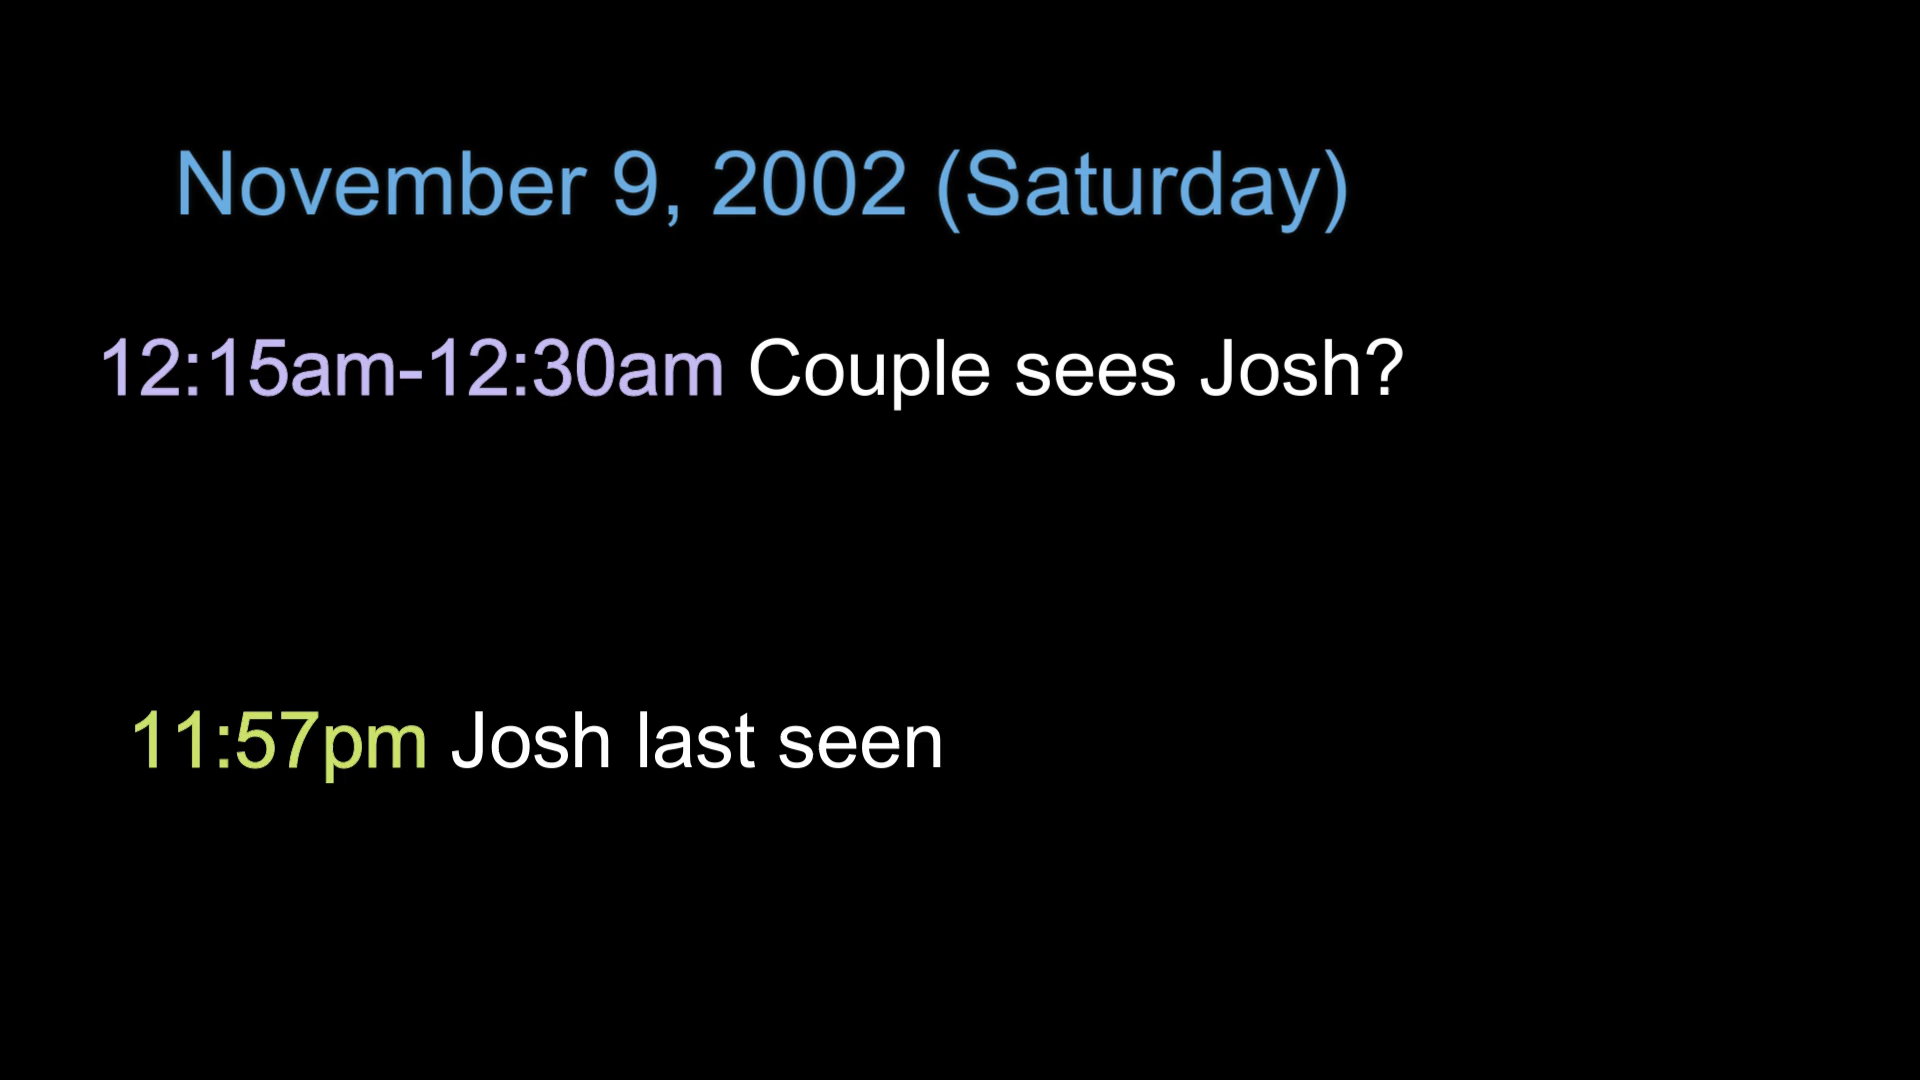 November 9, 2002 (Saturday)
12:15am-12:30am Couple sees Josh?
11:57pm Josh last seen